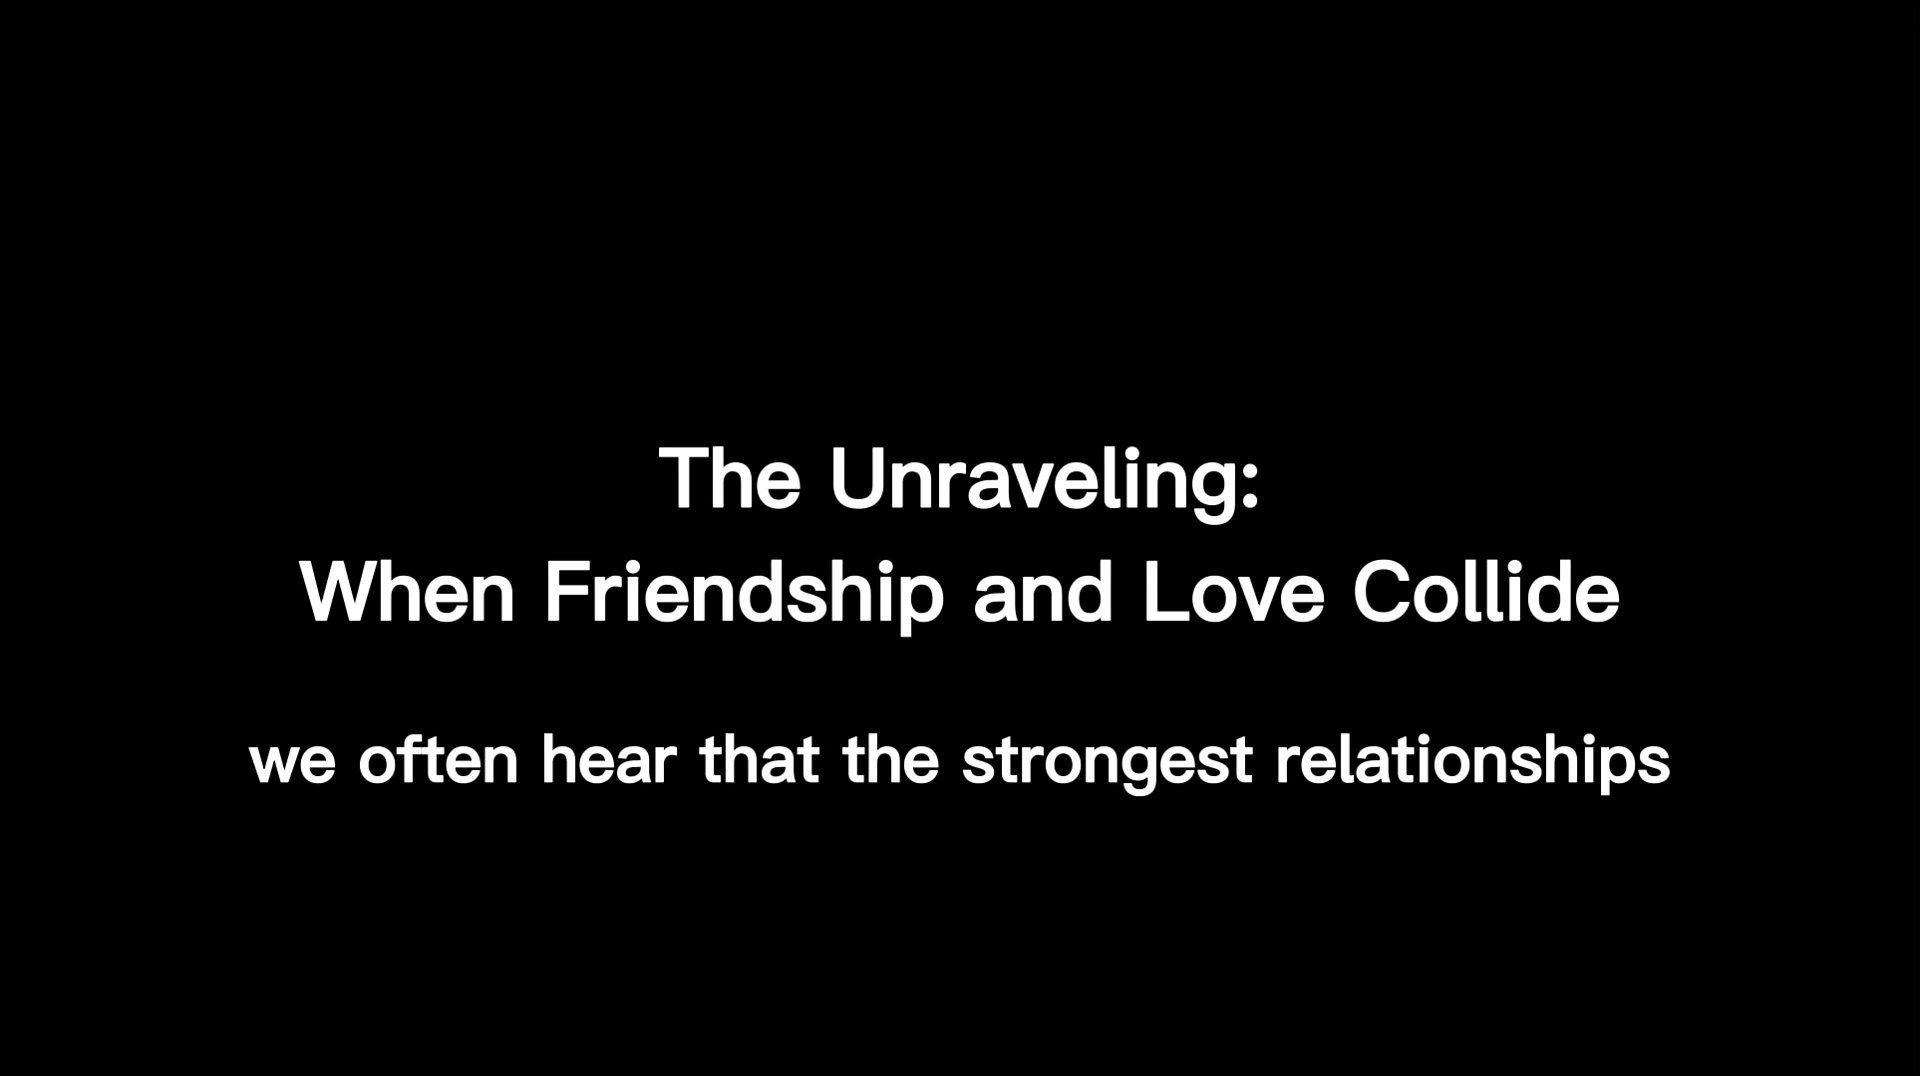 The Unraveling:
When Friendship and Love Collide
we often hear that the strongest relationships